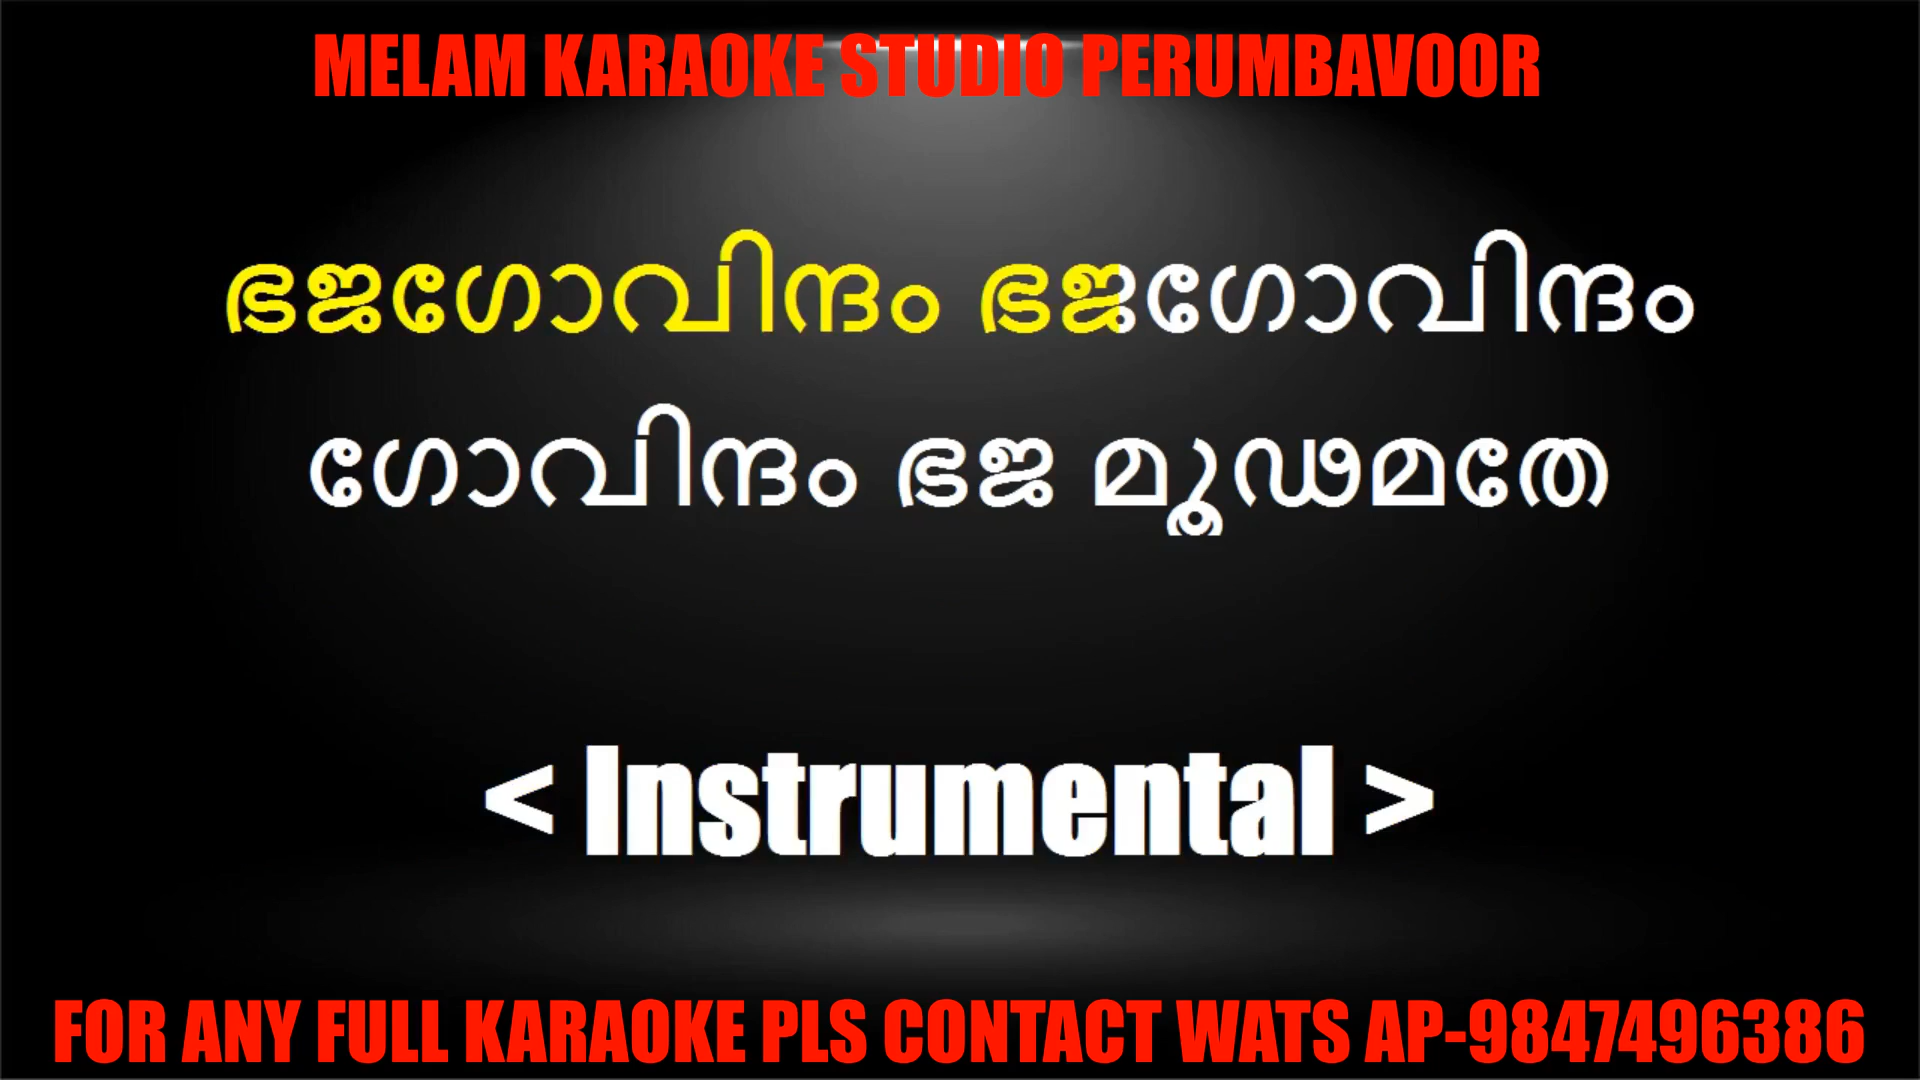 MELAM KARAOKE STUDIO PERUMBAVOOR
ഭജഗോവിന്ദം ഭജഗോവിന്ദം
ഗോവിന്ദം ഭജ മൂഢമതേ
< Instrumental >
FOR ANY FULL KARAOKE PLS CONTACT WATS AP-9847496386